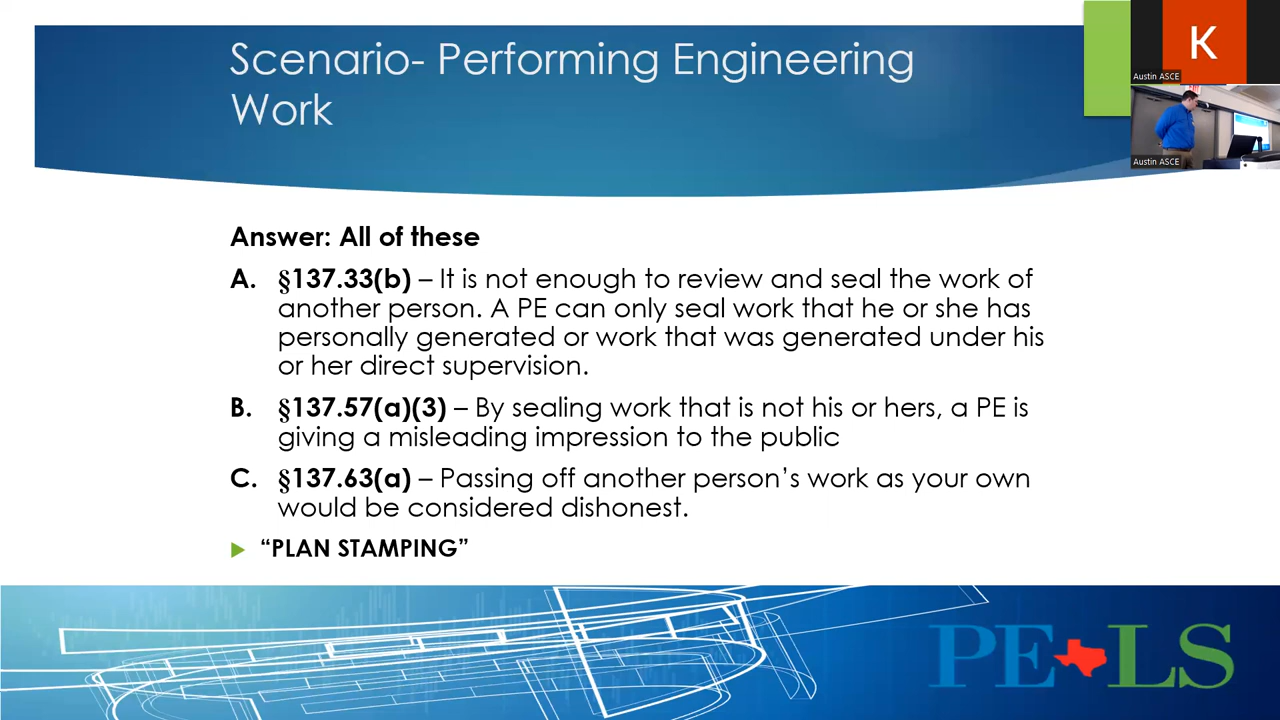 Scenario- Performing Engineering
Work
K
Austin ASCE
Austin ASCE
Answer: All of these
A. §137.33(b) – It is not enough to review and seal the work of
another person. A PE can only seal work that he or she has
personally generated or work that was generated under his
or her direct supervision.
B. §137.57(a)(3) – By sealing work that is not his or hers, a PE is
giving a misleading impression to the public
C. §137.63(a) – Passing off another person’s work as your own
would be considered dishonest.
“PLAN STAMPING”
PE LS